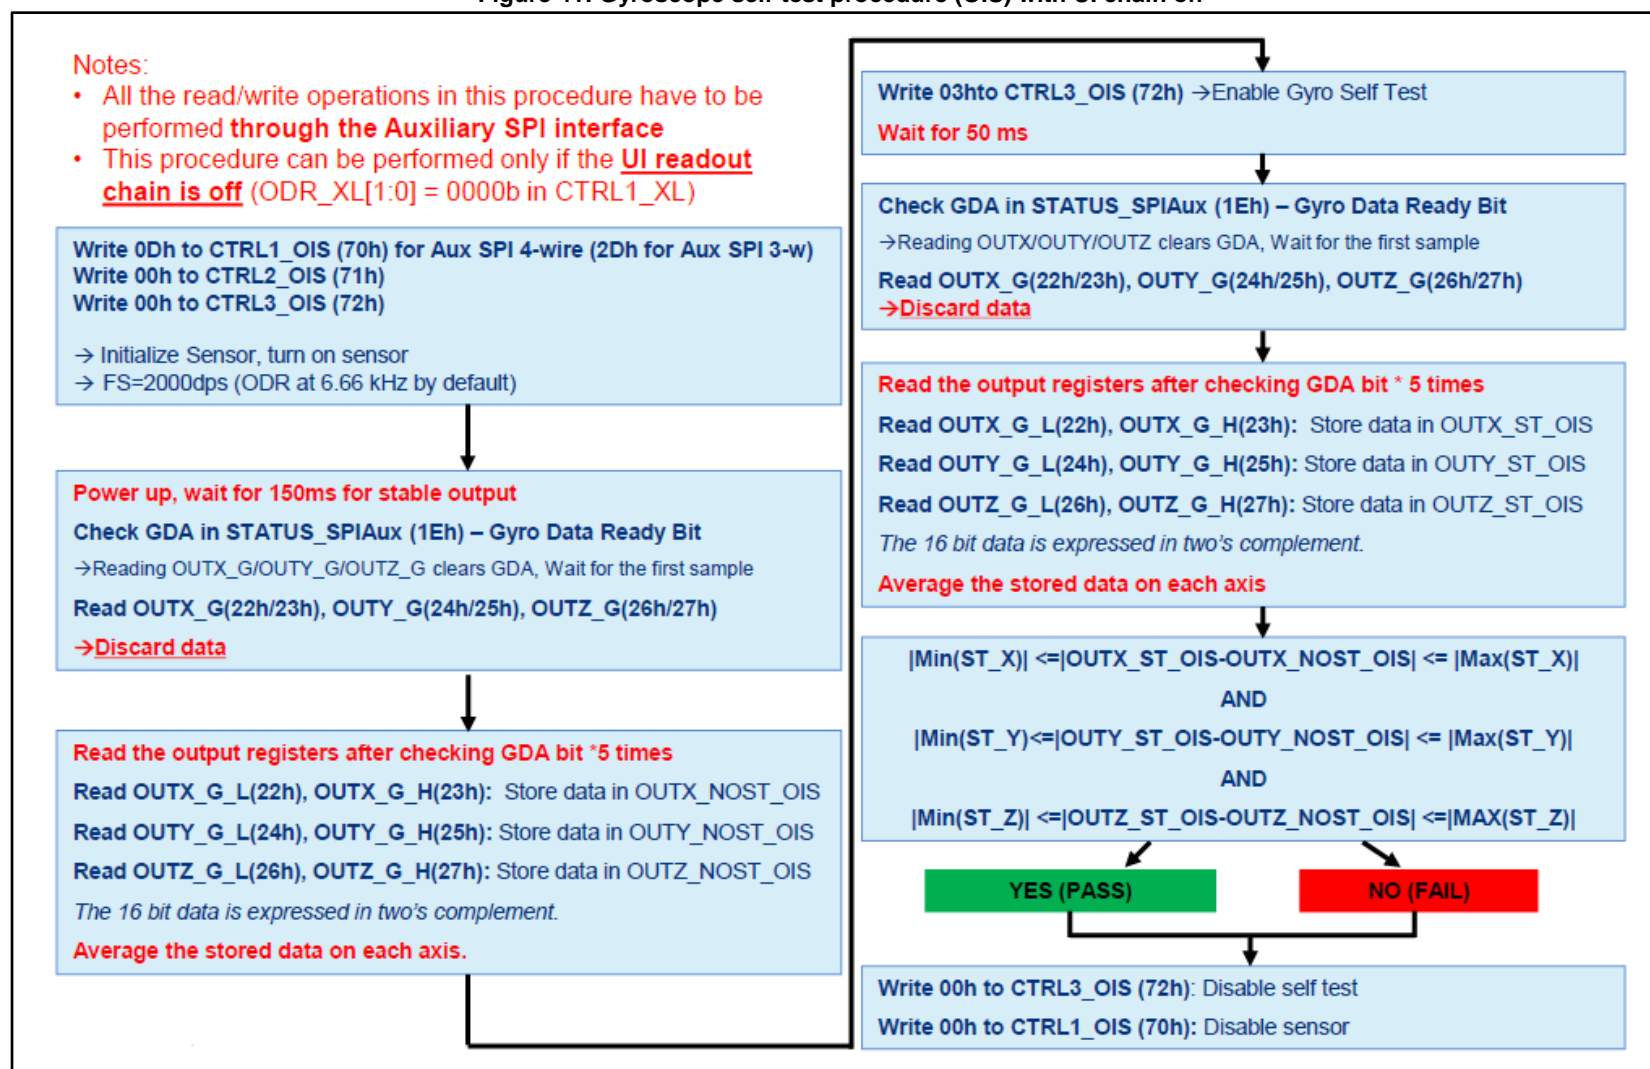 Figure 11. Gyroscope self-test procedure (OIS) with UI chain off
Notes:
• All the read/write operations in this procedure have to be
performed through the Auxiliary SPI interface
• This procedure can be performed only if the UI readout
chain is off (ODR_XL[1:0] = 0000b in CTRL1_XL)
Write 0Dh to CTRL1_OIS (70h) for Aux SPI 4-wire (2Dh for Aux SPI 3-w)
Write 00h to CTRL2_OIS (71h)
Write 00h to CTRL3_OIS (72h)
→ Initialize Sensor, turn on sensor
→ FS=2000dps (ODR at 6.66 kHz by default)
Power up, wait for 150ms for stable output
Check GDA in STATUS_SPIAux (1Eh) – Gyro Data Ready Bit
→Reading OUTX_G/OUTY_G/OUTZ_G clears GDA, Wait for the first sample
Read OUTX_G(22h/23h), OUTY_G(24h/25h), OUTZ_G(26h/27h)
→Discard data
Read the output registers after checking GDA bit *5 times
Read OUTX_G_L(22h), OUTX_G_H(23h): Store data in OUTX_NOST_OIS
Read OUTY_G_L(24h), OUTY_G_H(25h): Store data in OUTY_NOST_OIS
Read OUTZ_G_L(26h), OUTZ_G_H(27h): Store data in OUTZ_NOST_OIS
The 16 bit data is expressed in two's complement.
Average the stored data on each axis.
Write 03hto CTRL3_OIS (72h) →Enable Gyro Self Test
Wait for 50 ms
Check GDA in STATUS_SPIAux (1Eh) – Gyro Data Ready Bit
→Reading OUTX/OUTY/OUTZ clears GDA, Wait for the first sample
Read OUTX_G(22h/23h), OUTY_G(24h/25h), OUTZ_G(26h/27h)
→Discard data
Read the output registers after checking GDA bit * 5 times
Read OUTX_G_L(22h), OUTX_G_H(23h): Store data in OUTX_ST_OIS
Read OUTY_G_L(24h), OUTY_G_H(25h): Store data in OUTY_ST_OIS
Read OUTZ_G_L(26h), OUTZ_G_H(27h): Store data in OUTZ_ST_OIS
The 16 bit data is expressed in two's complement.
Average the stored data on each axis
|Min(ST_X)| <=|OUTX_ST_OIS-OUTX_NOST_OIS| <= |Max(ST_X)|
AND
|Min(ST_Y)<=|OUTY_ST_OIS-OUTY_NOST_OIS| <= |Max(ST_Y)|
AND
|Min(ST_Z)| <=|OUTZ_ST_OIS-OUTZ_NOST_OIS| <=|MAX(ST_Z)|
YES (PASS)
NO (FAIL)
Write 00h to CTRL3_OIS (72h): Disable self test
Write 00h to CTRL1_OIS (70h): Disable sensor